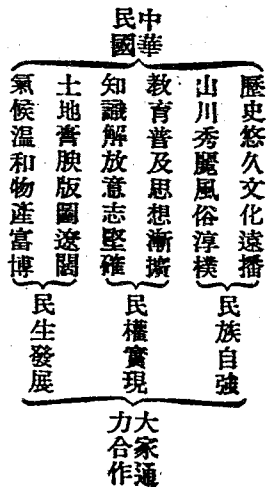 中華
民國
歷史悠久文化遠播
山川秀麗風俗淳樸
教育普及思想漸擴
知識解放意志堅確
土地膏腴版圖遼闊
氣候温和物產富博
民族自強
民權實現
民生發展
大家通
力合作